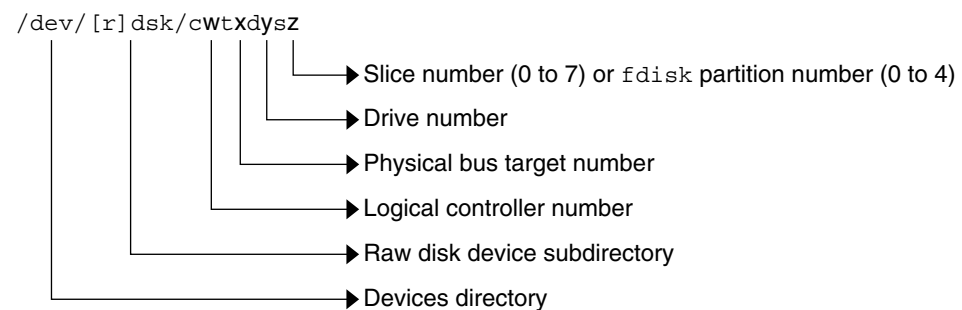 /dev/[r]dsk/cwtxdysz
Slice number (0 to 7) or fdisk partition number (0 to 4)
Drive number
Physical bus target number
Logical controller number
Raw disk device subdirectory
Devices directory